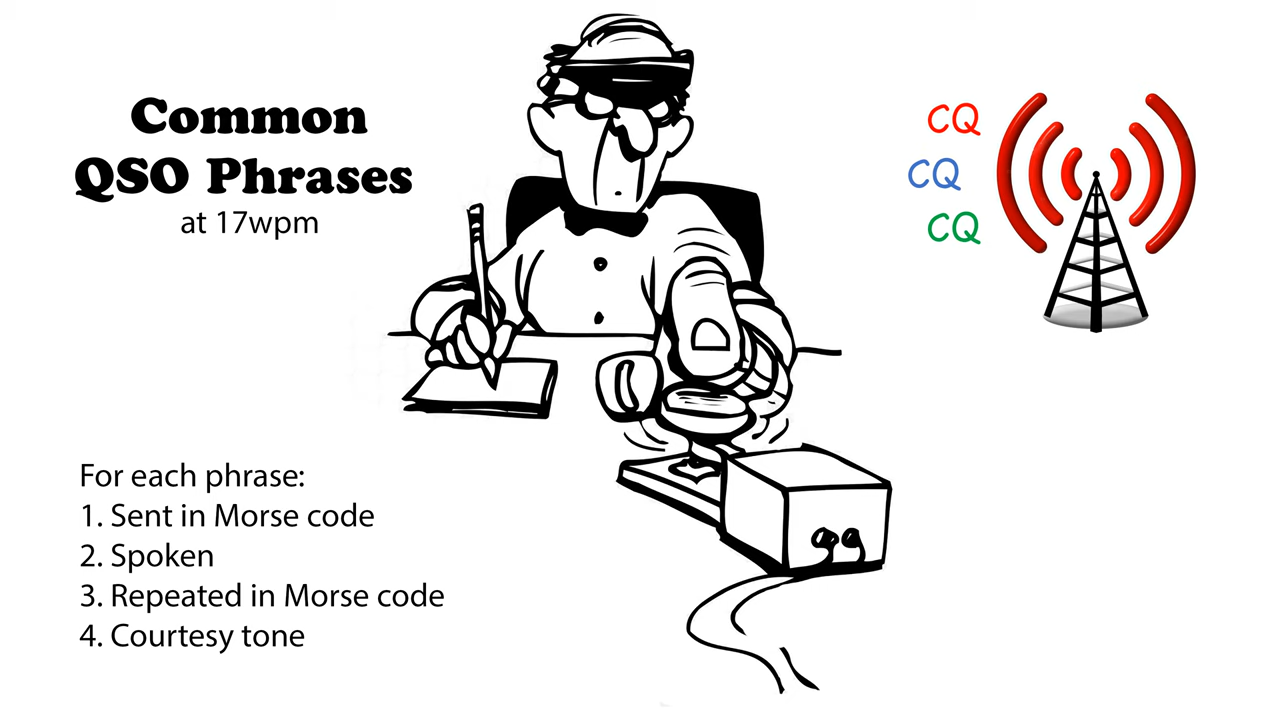 Common
QSO Phrases
at 17wpm
CQ
CQ
CQ
For each phrase:
1. Sent in Morse code
2. Spoken
3. Repeated in Morse code
4. Courtesy tone